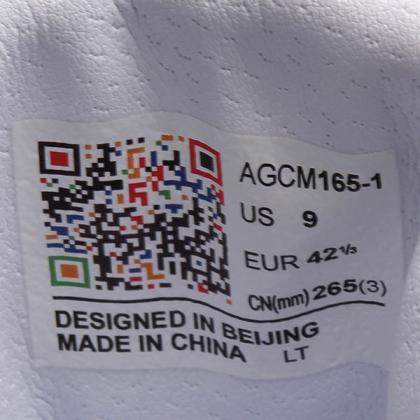 AGCM165-1
US 9
EUR 42¹/³
CN(mm) 265(3)
DESIGNED IN BEIJING
MADE IN CHINA LT